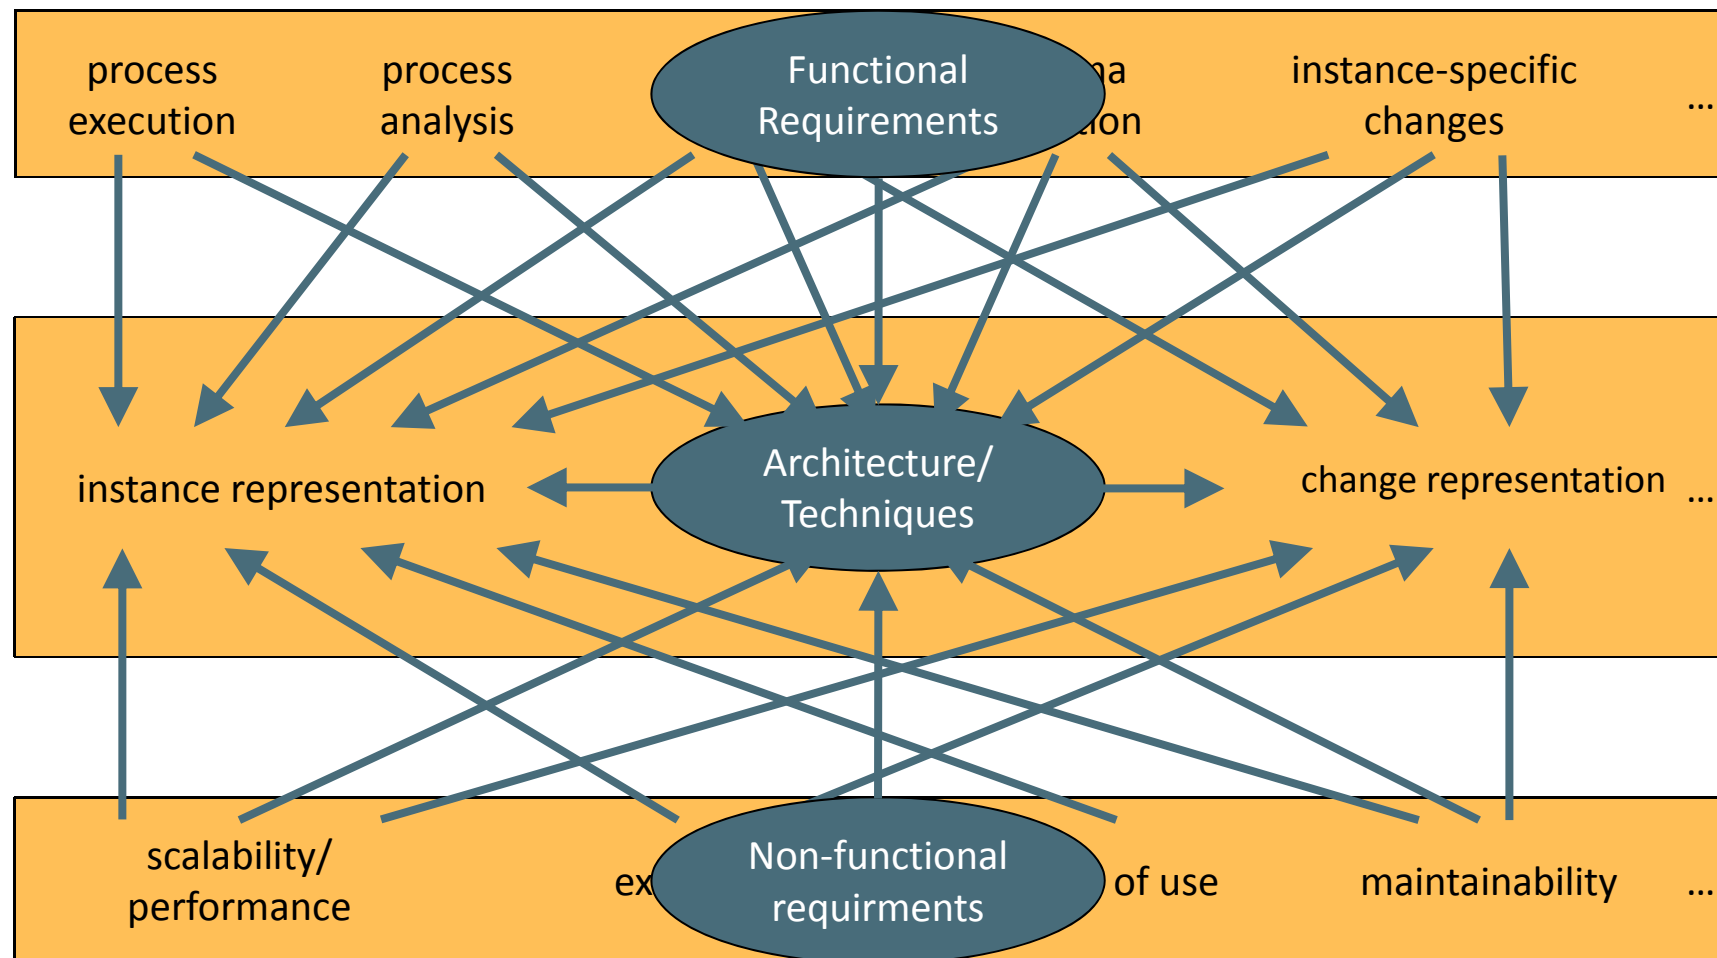 process
execution
process
analysis
Functional
Requirements
instance-specific
changes
...
instance representation
Architecture/
Techniques
change representation
...
scalability/
performance
Non-functional
requirments
of use
maintainability
...